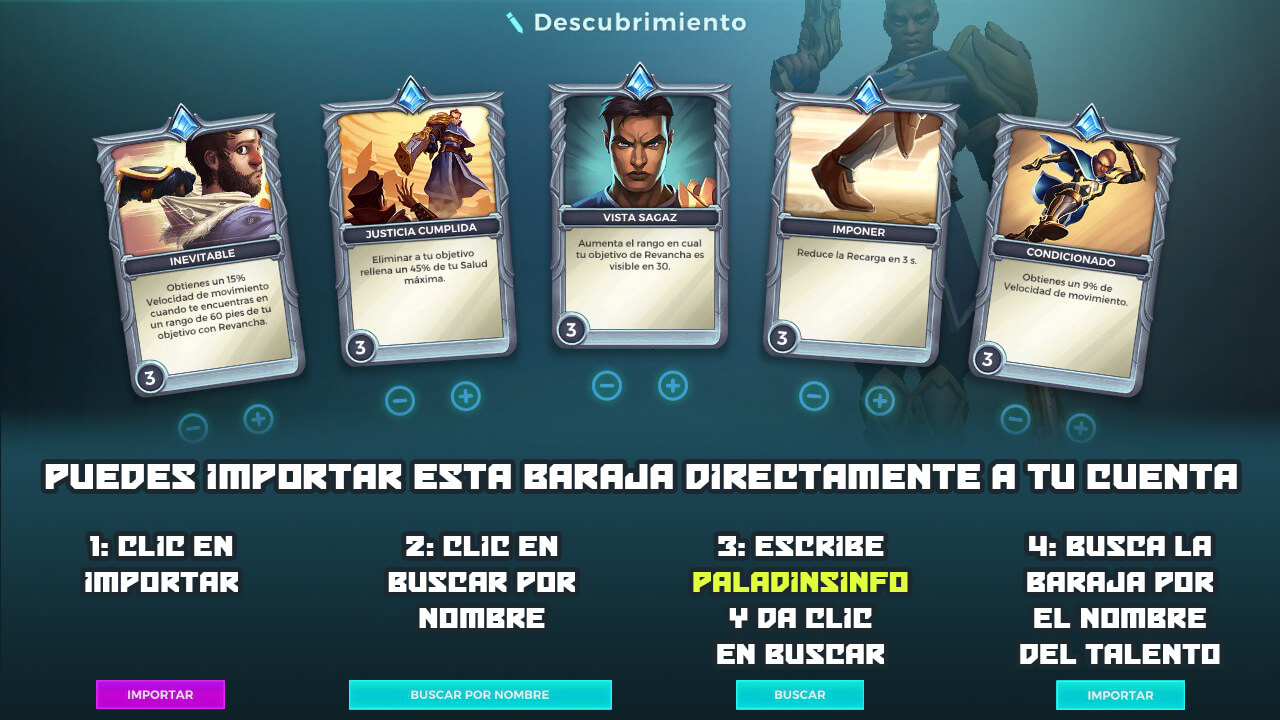 Descubrimiento
INEVITABLE
Obtienes un 15%
Velocidad de movimiento
cuando te encuentras en
un rango de 60 pies de tu
objetivo con Revancha.
3
JUSTICIA CUMPLIDA
Eliminar a tu objetivo
rellena un 45% de tu Salud
máxima.
3
VISTA SAGAZ
Aumenta el rango en cual
tu objetivo de Revancha es
visible en 30.
3
IMPONER
Reduce la Recarga en 3 s.
3
CONDICIONADO
Obtienes un 9% de
Velocidad de movimiento.
3
PUEDES IMPORTAR ESTA BARAJA DIRECTAMENTE A TU CUENTA
1: CLIC EN
IMPORTAR
IMPORTAR
2: CLIC EN
BUSCAR POR
NOMBRE
BUSCAR POR NOMBRE
3: ESCRIBE
PALADINSINFO
Y DA CLIC
EN BUSCAR
BUSCAR
4: BUSCA LA
BARAJA POR
EL NOMBRE
DEL TALENTO
IMPORTAR